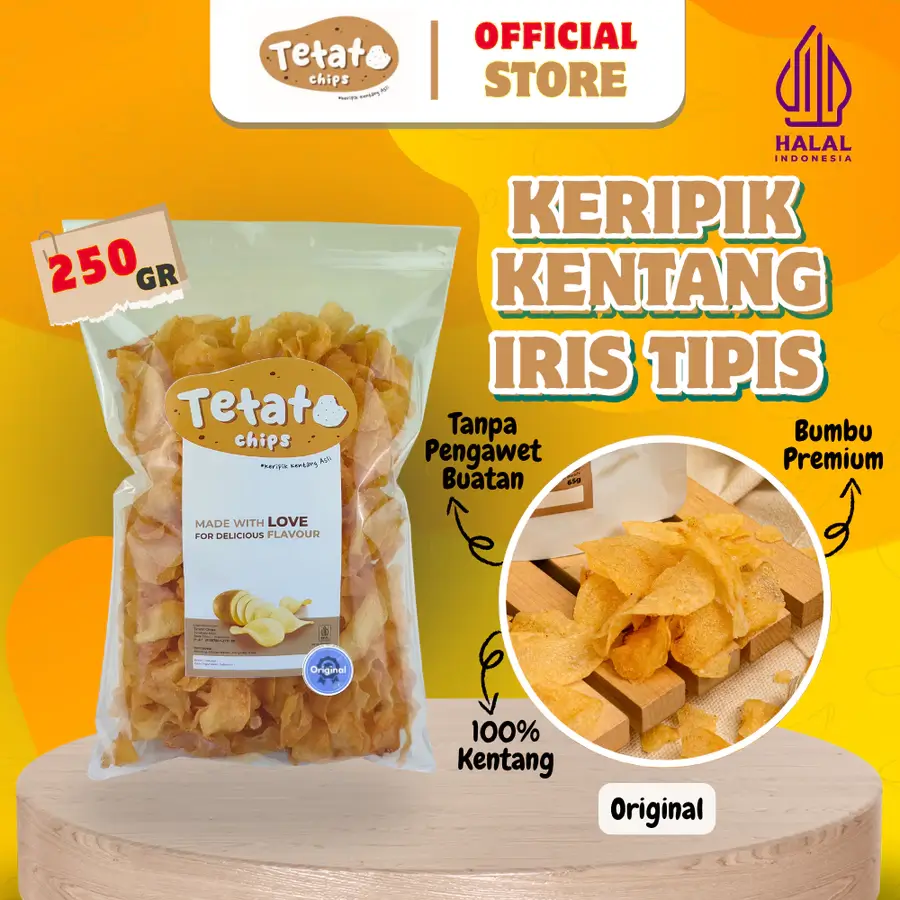 Tetato
chips
#keripik kentang Asli
OFFICIAL
STORE
HALAL
INDONESIA
KERIPIK
KENTANG
IRIS TIPIS
250 GR
Tetato
chips
#keripik kentang Asli
MADE WITH LOVE
FOR DELICIOUS FLAVOUR
Original
Tanpa
Pengawet
Buatan
Bumbu
Premium
65g
100%
Kentang
Original